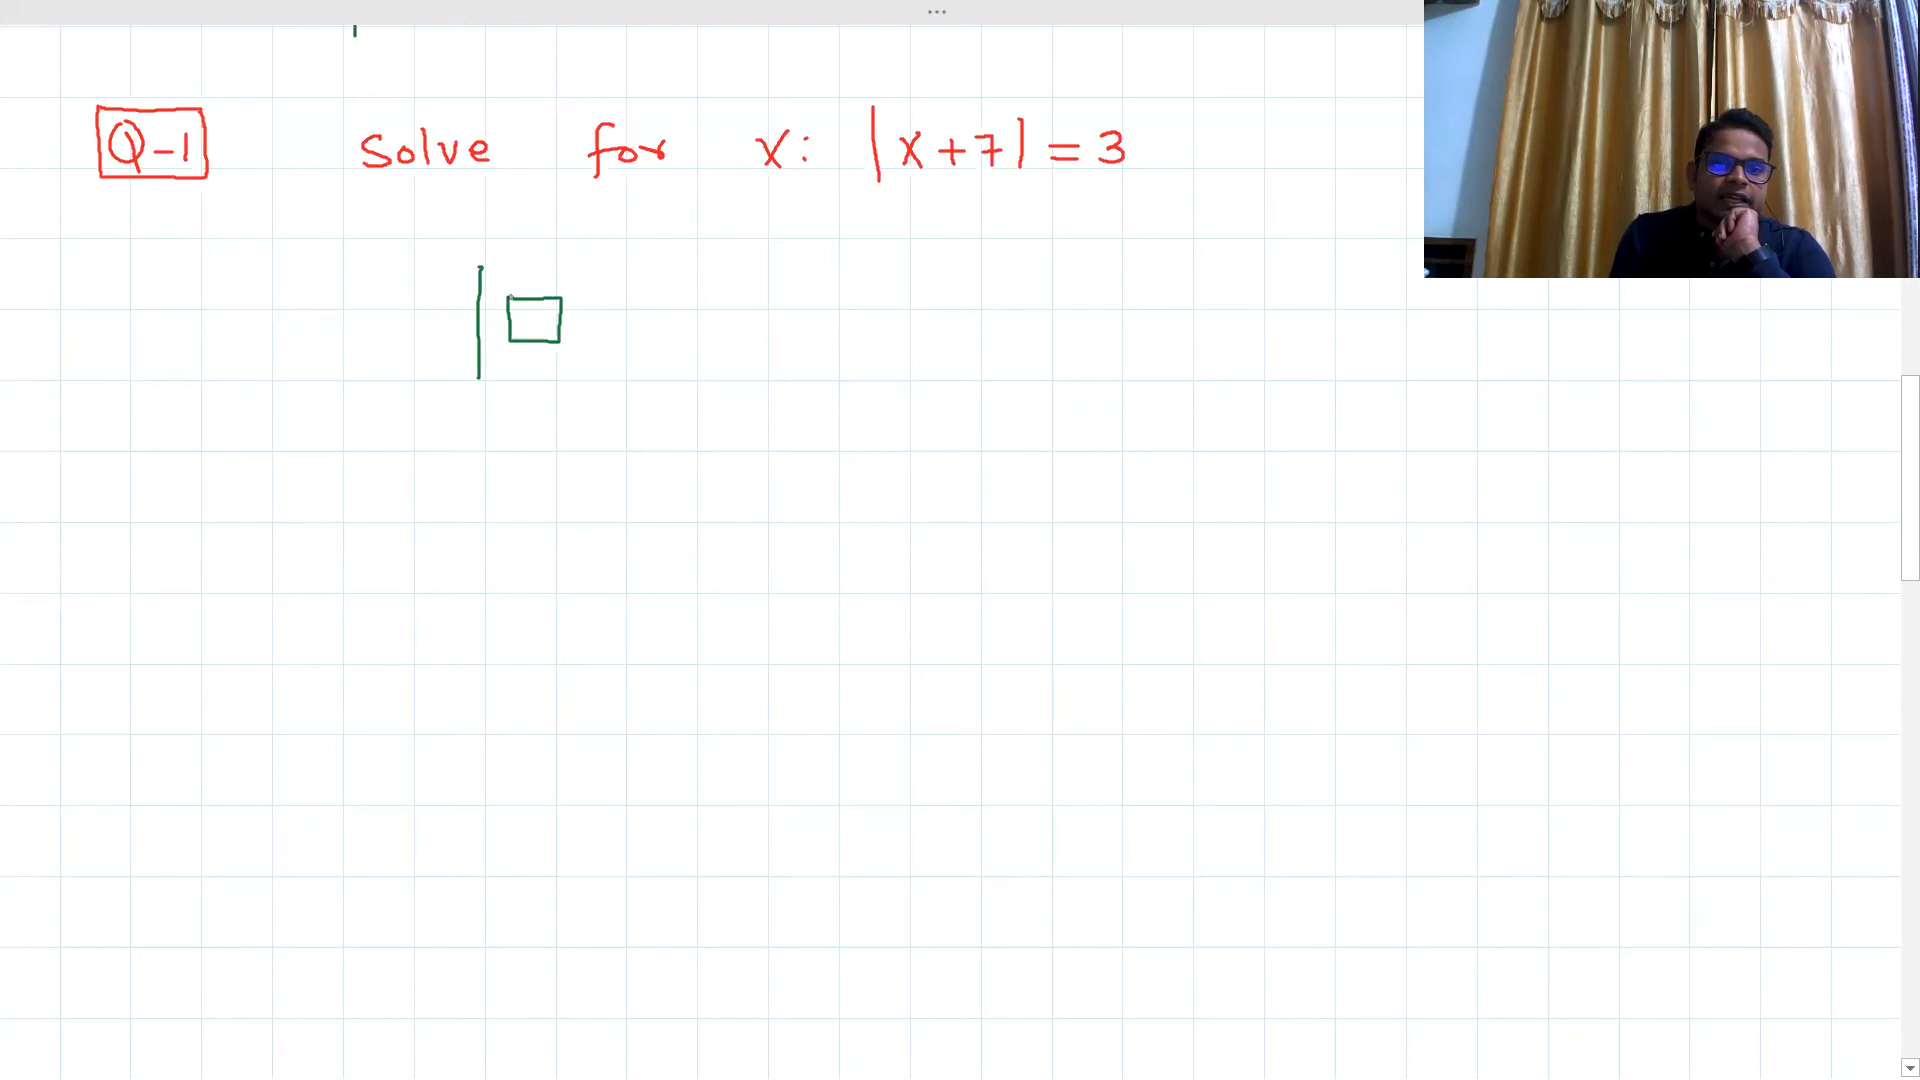 Q-1 Solve for x: |x+7| = 3